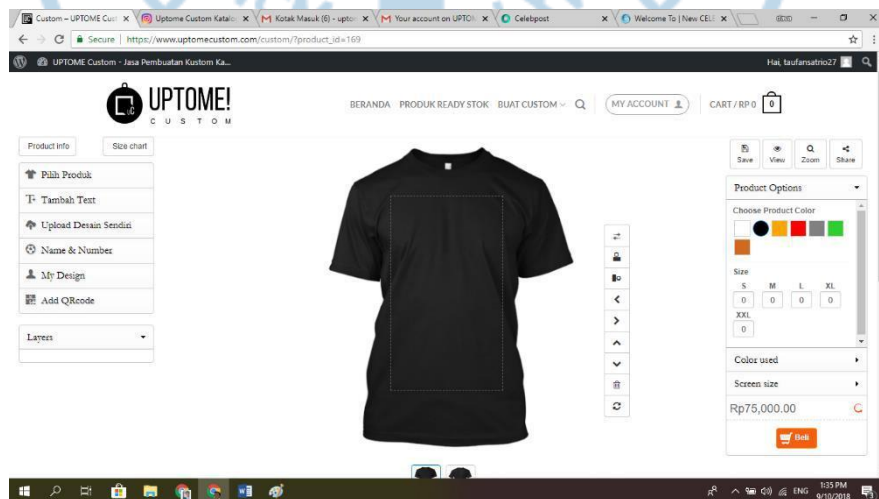 Custom – UPTOME Cust
Uptome Custom Katalo
Kotak Masuk (6) - upto
Your account on UPTO
Celebpost
Welcome To | New CEL
Secure | https://www.uptomecustom.com/custom/?product_id=169
UPTOME Custom - Jasa Pembuatan Kustom Ka...
Hai, taufansatrio27
UPTOME!
CUSTOM
BERANDA PRODUK READY STOK BUAT CUSTOM MY ACCOUNT CART / RP 0 0
Product info Size chart
Pilih Produk
Tambah Text
Upload Desain Sendiri
Name & Number
My Design
Add QRcode
Layers
Save View Zoom Share
Product Options
Choose Product Color
Size
S M L XL
0 0 0 0
XXL
0
Color used
Screen size
Rp75,000.00
Beli
ENG
1:35 PM
9/10/2018